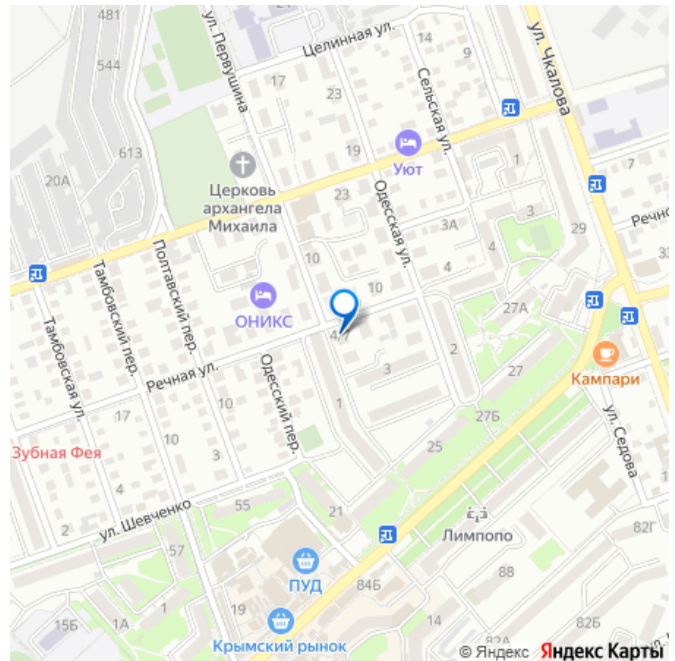 481
544
613
20А
ул. Первушина
Целинная ул.
14
9
17
23
Сельская ул.
ул. Чкалова
19
Уют
1
7
Церковь
архангела
Михаила
23
Одесская ул.
3А
3
4
29
Речно
33
10
10
4
27А
ОНИКС
4/7
Тамбовский пер.
Полтавский пер.
Тамбовская ул.
Речная ул.
Одесский пер.
3
2
27
Кампари
17
10
10
1
27Б
25
ул. Седова
Зубная Фея
3
4
2
ул. Шевченко
55
21
57
Лимпопо
82Г
ПУД
84Б
88
15Б
1А
1
19
14
82Б
82А
Крымский рынок
© Яндекс Яндекс Карты